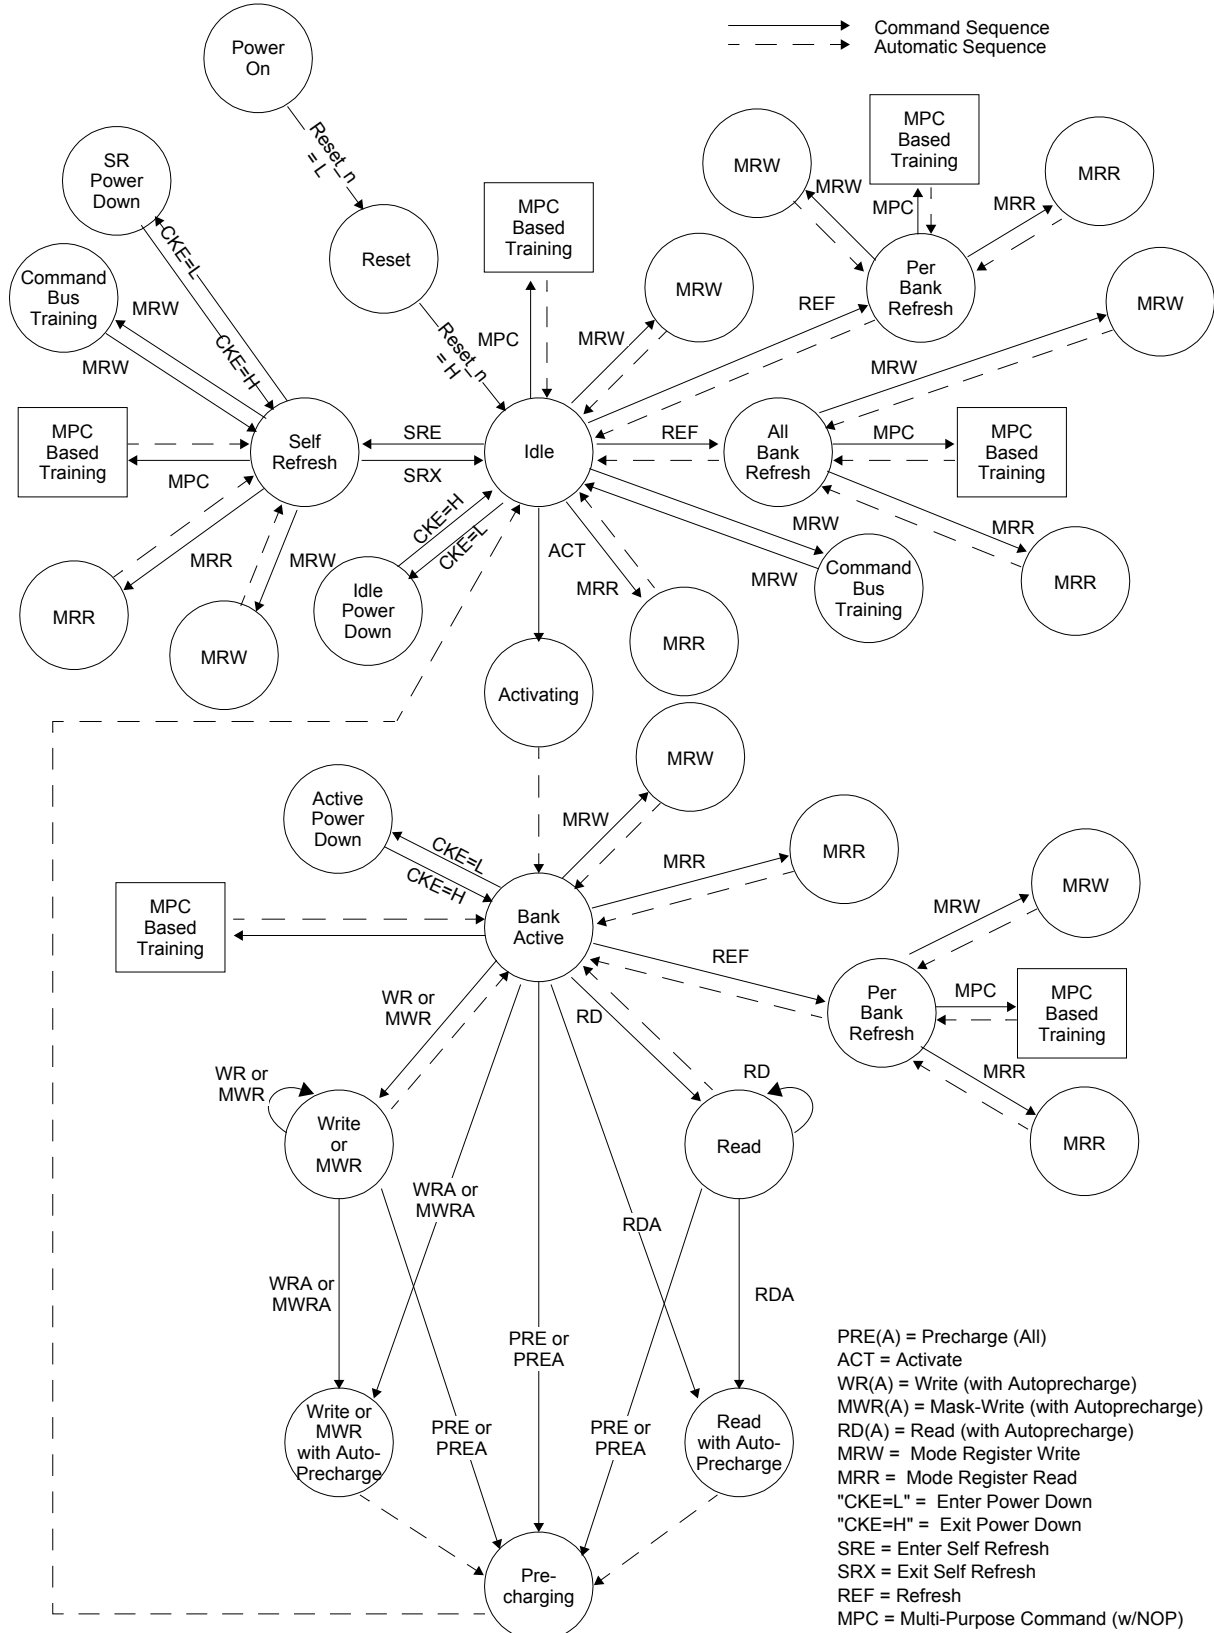 Command Sequence
Automatic Sequence
Power
On
Reset_n
= L
SR
Power
Down
MPC
Based
Training
MRW
MRW
MPC
MRR
MRR
MPC
Based
Training
Reset
Per
Bank
Refresh
CKE=L
Command
Bus
Training
MRW
MRW
MRW
REF
MRW
CKE=H
Reset_n
= H
MPC
MRW
MRW
MPC
Based
Training
MPC
Self
Refresh
SRE
SRX
Idle
REF
All
Bank
Refresh
MPC
MPC
Based
Training
CKE=H
CKE=L
MRR
MRW
ACT
MRR
MRW
MRW
MRR
MRR
Command
Bus
Training
Idle
Power
Down
MRR
MRW
MRR
Activating
MRW
Active
Power
Down
CKE=L
CKE=H
MRW
MRR
MRR
MPC
Based
Training
Bank
Active
MRW
MRW
REF
Per
Bank
Refresh
MPC
MPC
Based
Training
MRR
MRR
WR or
MWR
RD
WR or
MWR
RD
Write
or
MWR
Read
WRA or
MWRA
RDA
WRA or
MWRA
RDA
PRE or
PREA
PRE or
PREA
PRE or
PREA
Write or
MWR
with Auto-
Precharge
Read
with Auto-
Precharge
Pre-
charging
PRE(A) = Precharge (All)
ACT = Activate
WR(A) = Write (with Autoprecharge)
MWR(A) = Mask-Write (with Autoprecharge)
RD(A) = Read (with Autoprecharge)
MRW = Mode Register Write
MRR = Mode Register Read
"CKE=L" = Enter Power Down
"CKE=H" = Exit Power Down
SRE = Enter Self Refresh
SRX = Exit Self Refresh
REF = Refresh
MPC = Multi-Purpose Command (w/NOP)